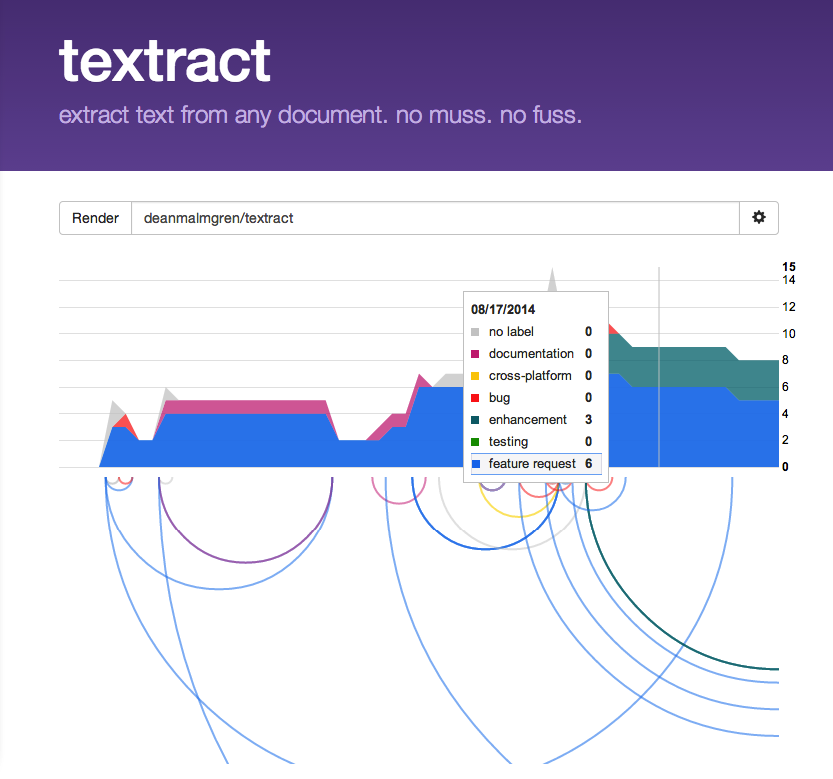 textract
extract text from any document. no muss. no fuss.
Render deanmalmgren/textract
15
14
12
10
8
6
4
2
0
08/17/2014
no label 0
documentation 0
cross-platform 0
bug 0
enhancement 3
testing 0
feature request 6